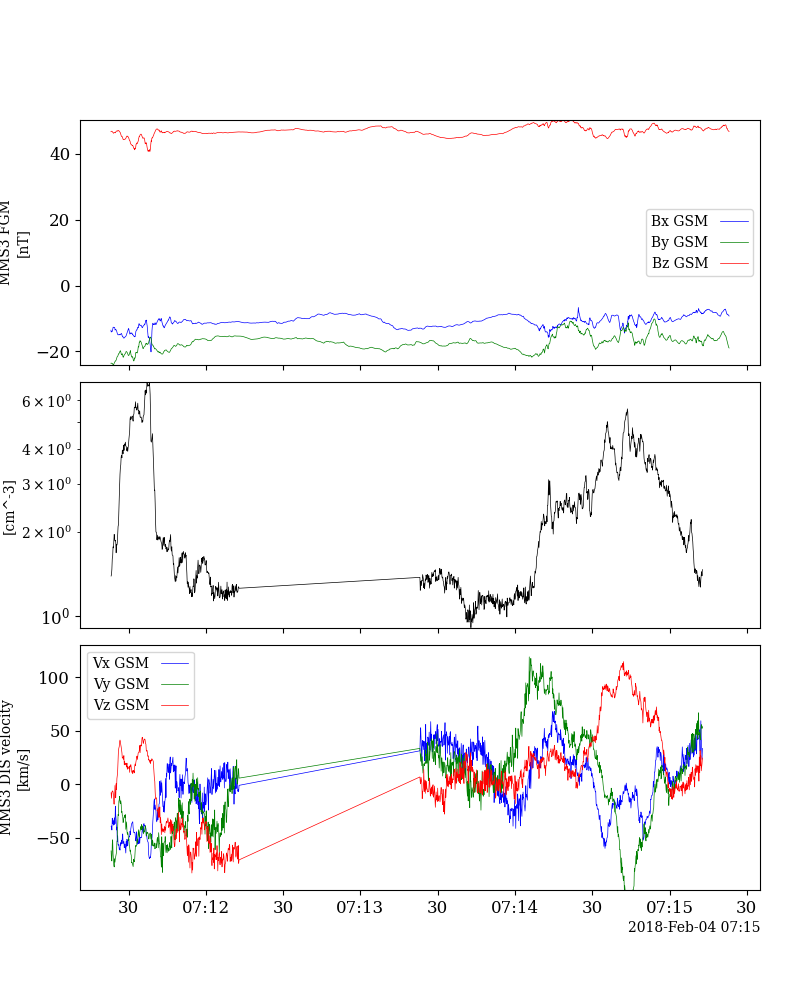 MMS3 FGM
[nT]
40
20
0
−20
Bx GSM
By GSM
Bz GSM
[cm^-3]
6 × 10⁰
4 × 10⁰
3 × 10⁰
2 × 10⁰
10⁰
MMS3 DIS velocity
[km/s]
100
50
0
−50
Vx GSM
Vy GSM
Vz GSM
30 07:12 30 07:13 30 07:14 30 07:15 30
2018-Feb-04 07:15